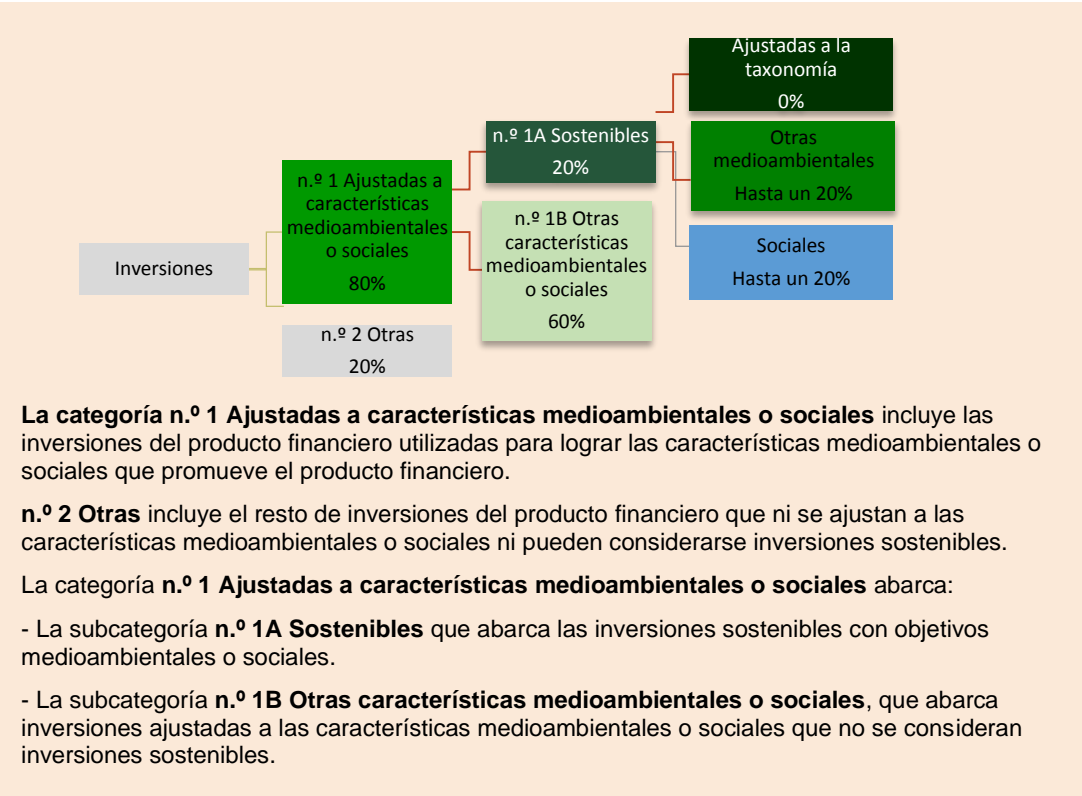 Inversiones
n.º 1 Ajustadas a
características
medioambientales
o sociales
80%
n.º 2 Otras
20%
n.º 1A Sostenibles
20%
n.º 1B Otras
características
medioambientales
o sociales
60%
Ajustadas a la
taxonomía
0%
Otras
medioambientales
Hasta un 20%
Sociales
Hasta un 20%
La categoría n.º 1 Ajustadas a características medioambientales o sociales incluye las
inversiones del producto financiero utilizadas para lograr las características medioambientales o
sociales que promueve el producto financiero.
n.º 2 Otras incluye el resto de inversiones del producto financiero que ni se ajustan a las
características medioambientales o sociales ni pueden considerarse inversiones sostenibles.
La categoría n.º 1 Ajustadas a características medioambientales o sociales abarca:
- La subcategoría n.º 1A Sostenibles que abarca las inversiones sostenibles con objetivos
medioambientales o sociales.
- La subcategoría n.º 1B Otras características medioambientales o sociales, que abarca
inversiones ajustadas a las características medioambientales o sociales que no se consideran
inversiones sostenibles.